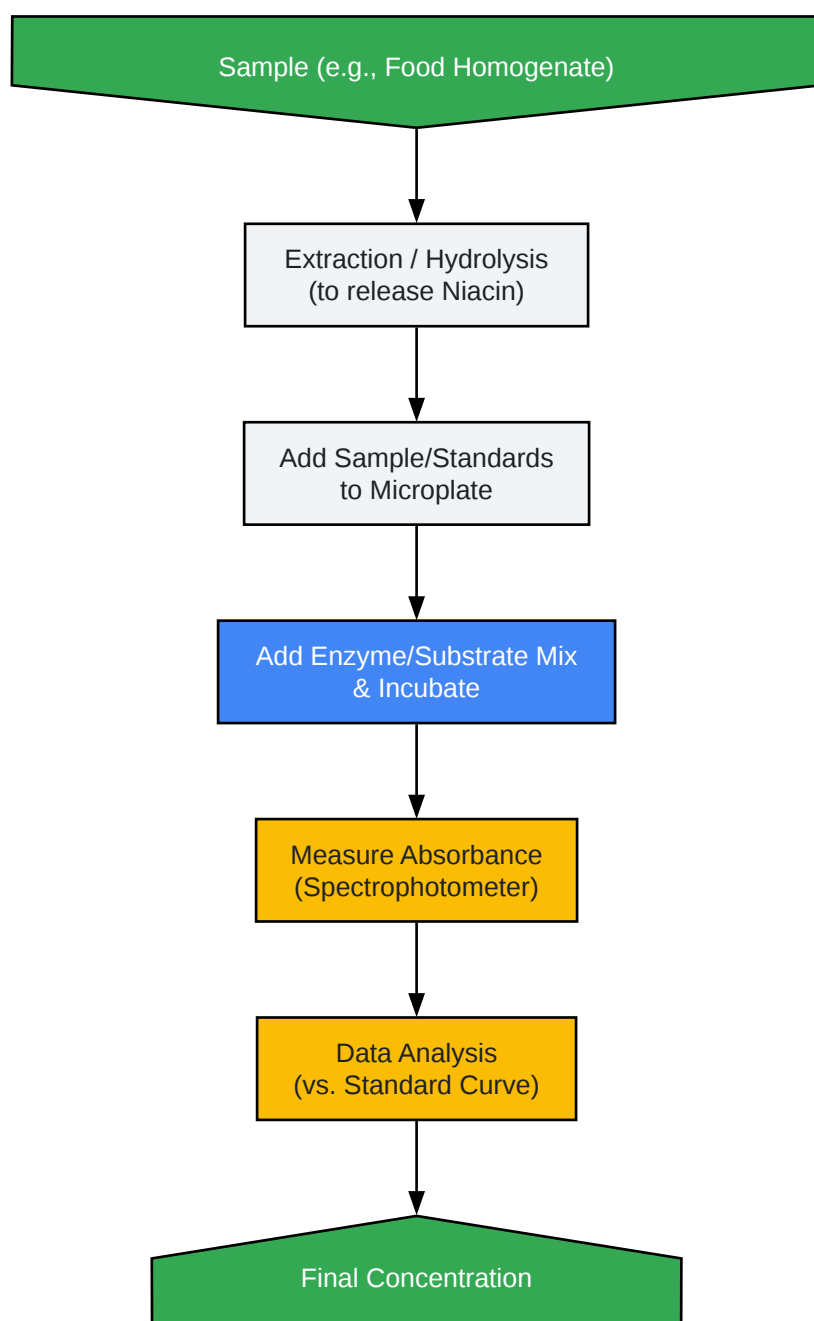 Sample (e.g., Food Homogenate)
Extraction / Hydrolysis
(to release Niacin)
Add Sample/Standards
to Microplate
Add Enzyme/Substrate Mix
& Incubate
Measure Absorbance
(Spectrophotometer)
Data Analysis
(vs. Standard Curve)
Final Concentration